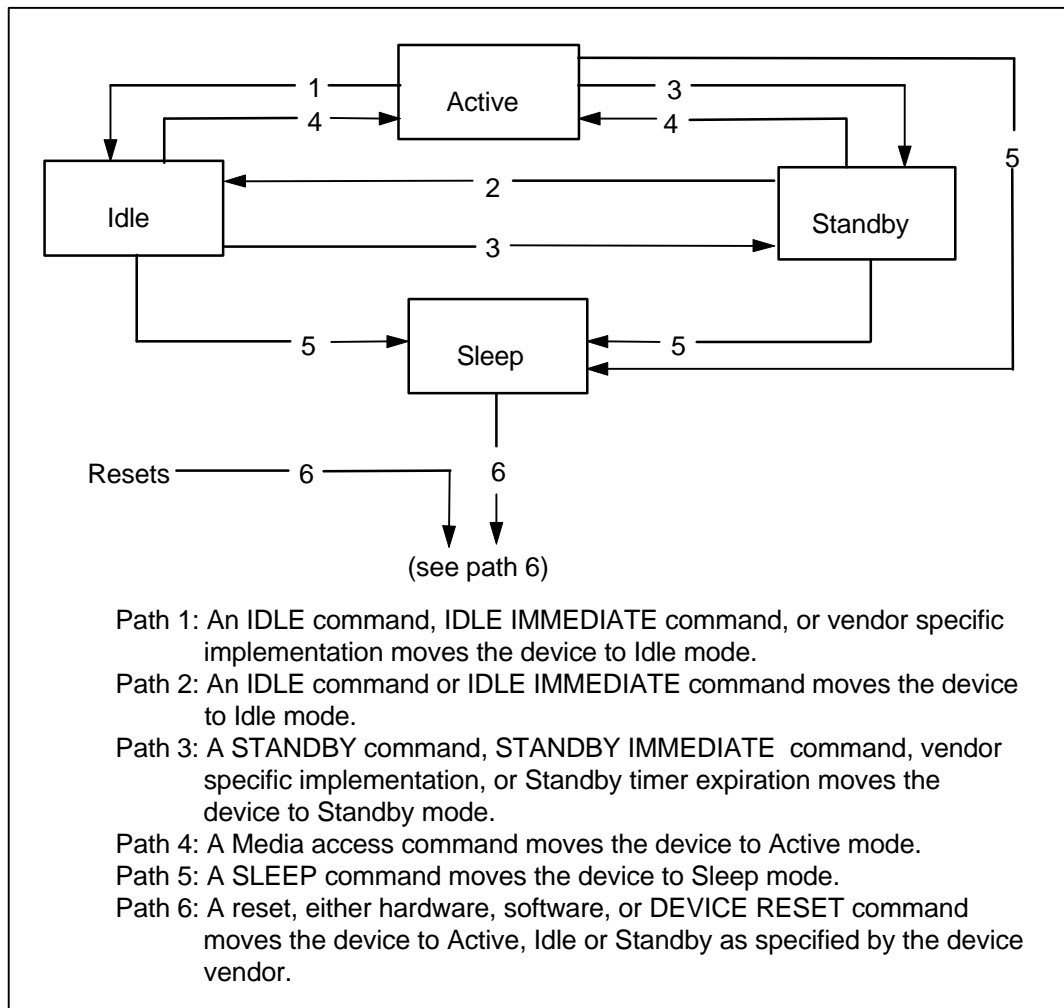 Active
1
3
4
4
5
Idle
2
Standby
3
5
5
Sleep
Resets
6
6
(see path 6)
Path 1: An IDLE command, IDLE IMMEDIATE command, or vendor specific
implementation moves the device to Idle mode.
Path 2: An IDLE command or IDLE IMMEDIATE command moves the device
to Idle mode.
Path 3: A STANDBY command, STANDBY IMMEDIATE command, vendor
specific implementation, or Standby timer expiration moves the
device to Standby mode.
Path 4: A Media access command moves the device to Active mode.
Path 5: A SLEEP command moves the device to Sleep mode.
Path 6: A reset, either hardware, software, or DEVICE RESET command
moves the device to Active, Idle or Standby as specified by the device
vendor.